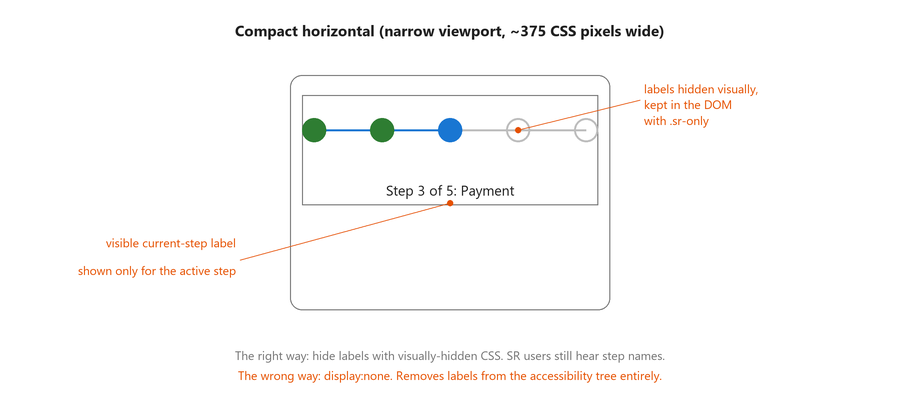 Compact horizontal (narrow viewport, ~375 CSS pixels wide)
labels hidden visually,
kept in the DOM
with .sr-only
Step 3 of 5: Payment
visible current-step label
shown only for the active step
The right way: hide labels with visually-hidden CSS. SR users still hear step names.
The wrong way: display:none. Removes labels from the accessibility tree entirely.